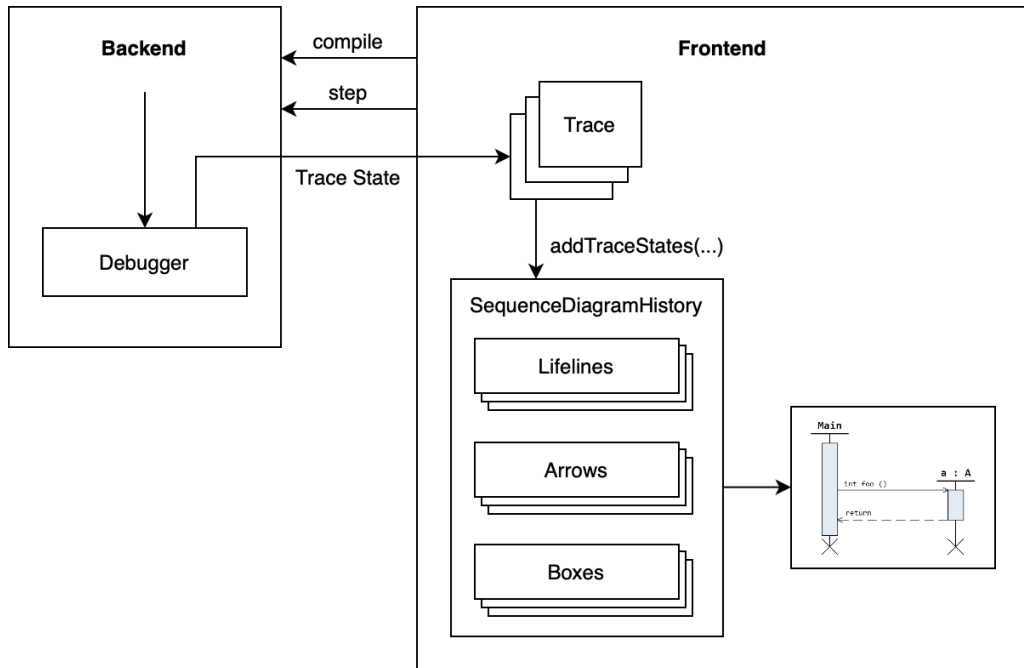 Backend
compile
Frontend
step
Trace
Trace State
Debugger
addTraceStates(...)
SequenceDiagramHistory
Lifelines
Arrows
Boxes
Main
a : A
int foo ()
return